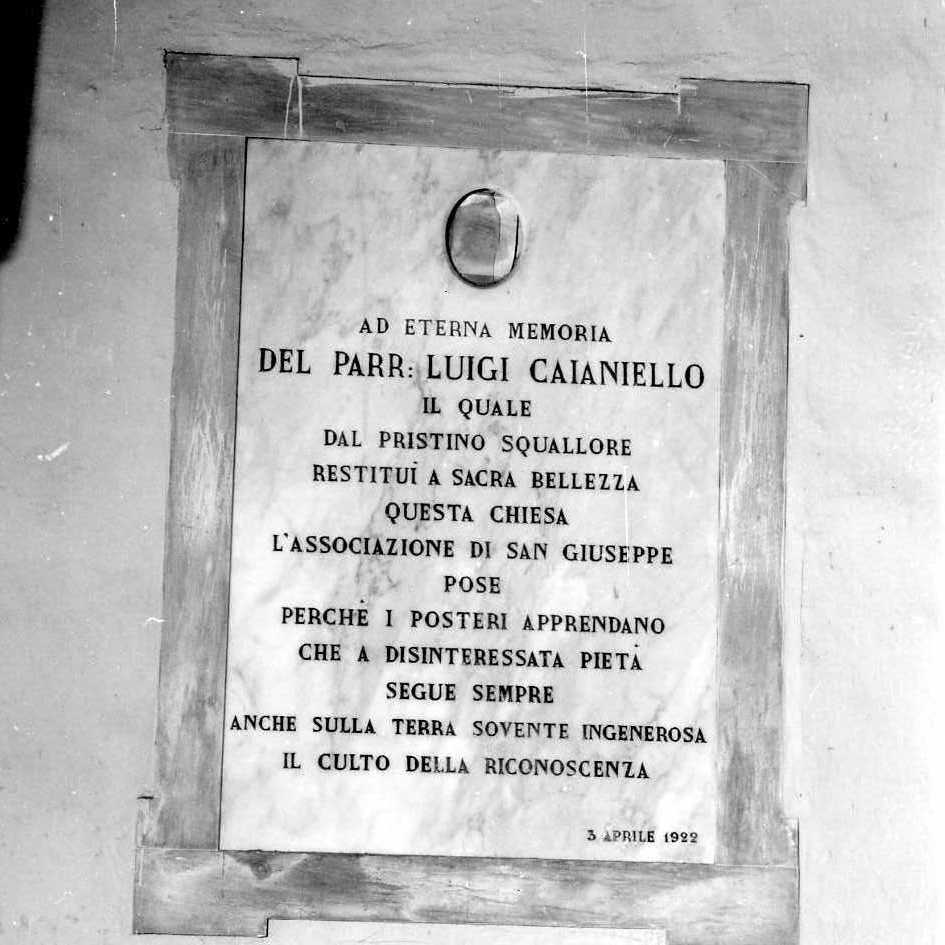 AD ETERNA MEMORIA
DEL PARR: LUIGI CAIANIELLO
IL QUALE
DAL PRISTINO SQUALLORE
RESTITUÌ A SACRA BELLEZZA
QUESTA CHIESA
L'ASSOCIAZIONE DI SAN GIUSEPPE
POSE
PERCHÈ I POSTERI APPRENDANO
CHE A DISINTERESSATA PIETÀ
SEGUE SEMPRE
ANCHE SULLA TERRA SOVENTE INGENEROSA
IL CULTO DELLA RICONOSCENZA
3 APRILE 1922